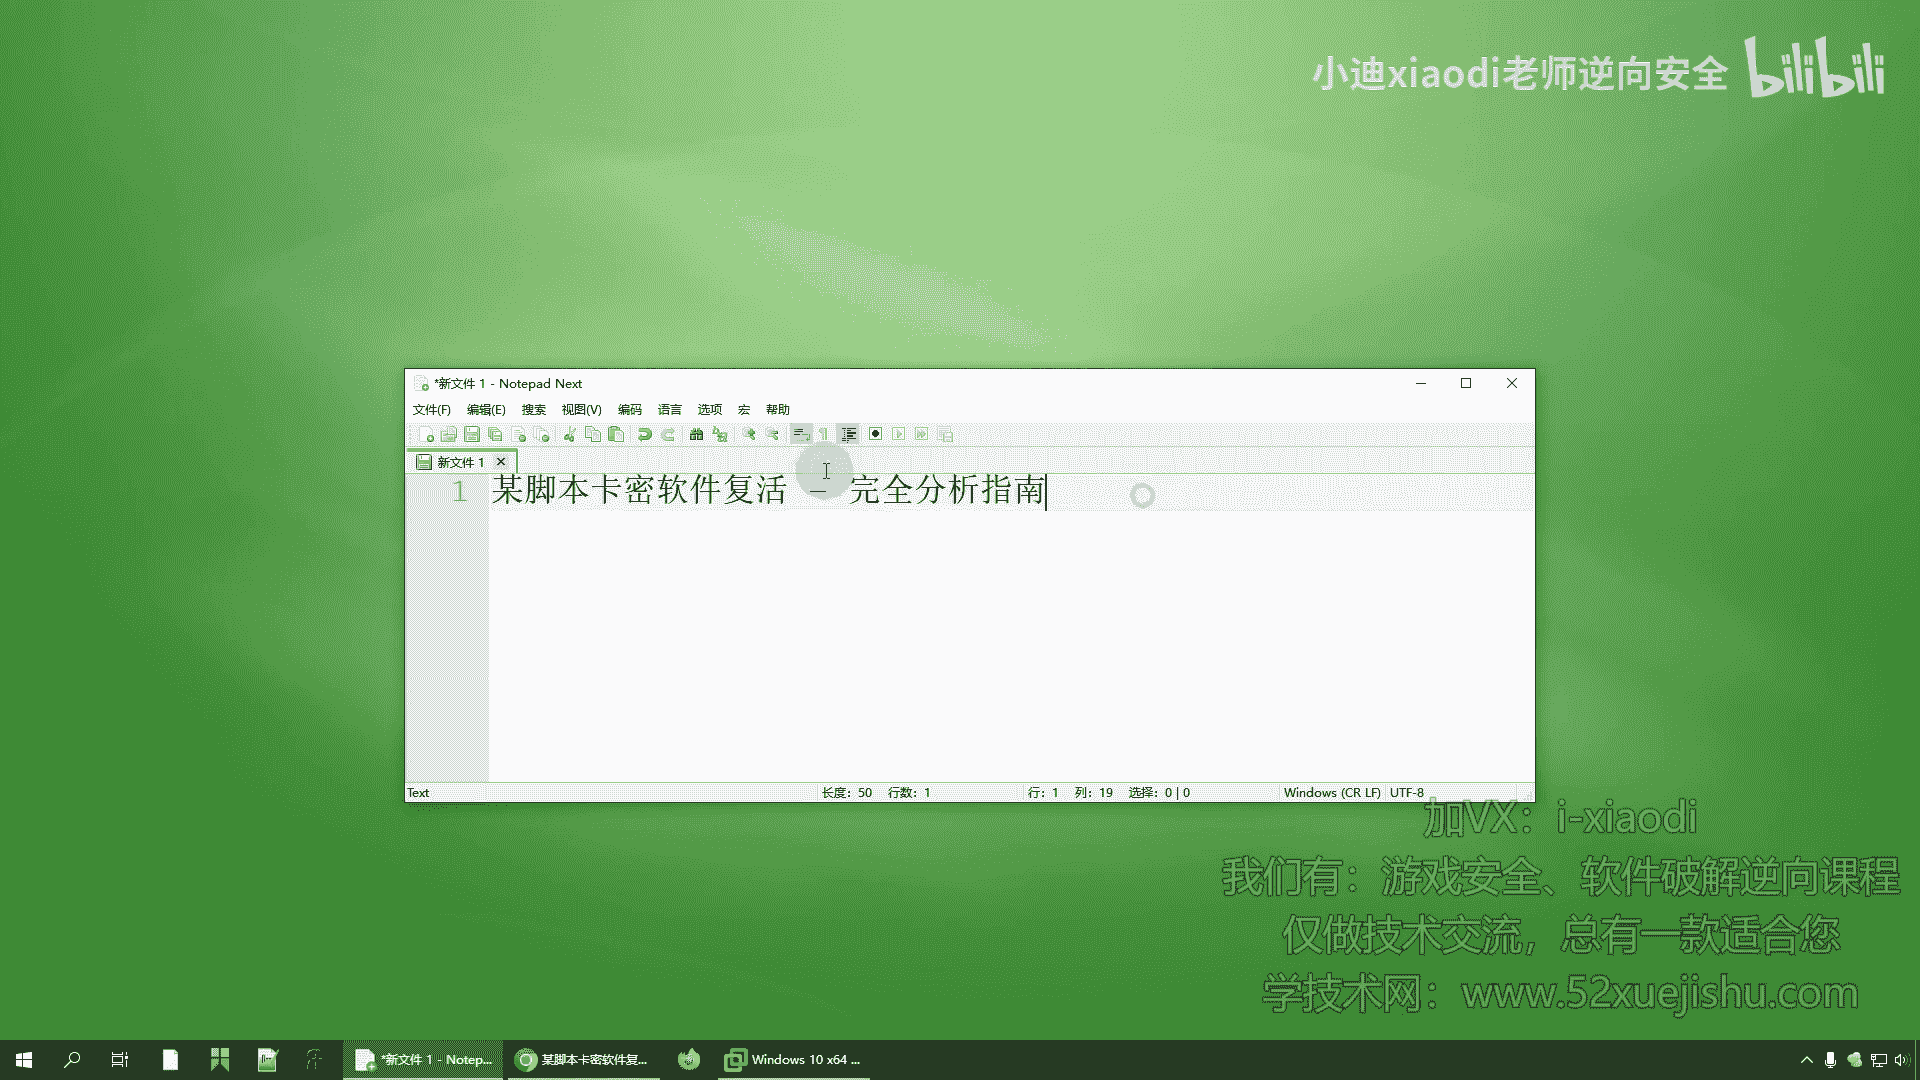 小迪xiaodi老师逆向安全 bilibili
*新文件 1 - Notepad Next
文件(F) 编辑(E) 搜索 视图(V) 编码 语言 选项 宏 帮助
新文件 1
1 某脚本卡密软件复活 — 完全分析指南
Text 长度: 50 行数: 1 行: 1 列: 19 选择: 0 | 0 Windows (CR LF) UTF-8
加VX: i-xiaodi
我们有: 游戏安全、软件破解逆向课程
仅做技术交流，总有一款适合您
学技术网: www.52xuejishu.com
*新文件 1 - Notep... 某脚本卡密软件复... Windows 10 x64 ...